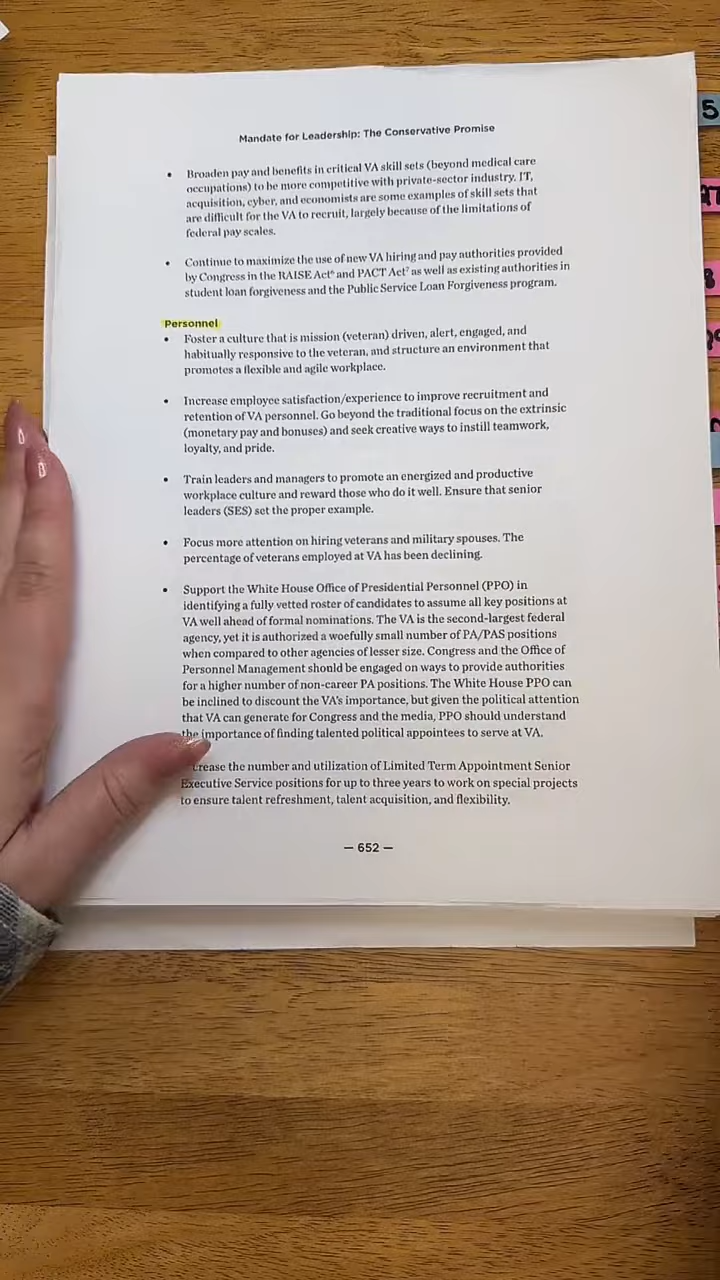 Mandate for Leadership: The Conservative Promise
• Broaden pay and benefits in critical VA skill sets (beyond medical care
occupations) to be more competitive with private-sector industry. IT,
acquisition, cyber, and economists are some examples of skill sets that
are difficult for the VA to recruit, largely because of the limitations of
federal pay scales.
• Continue to maximize the use of new VA hiring and pay authorities provided
by Congress in the RAISE Act⁶ and PACT Act⁷ as well as existing authorities in
student loan forgiveness and the Public Service Loan Forgiveness program.
Personnel
• Foster a culture that is mission (veteran) driven, alert, engaged, and
habitually responsive to the veteran, and structure an environment that
promotes a flexible and agile workplace.
• Increase employee satisfaction/experience to improve recruitment and
retention of VA personnel. Go beyond the traditional focus on the extrinsic
(monetary pay and bonuses) and seek creative ways to instill teamwork,
loyalty, and pride.
• Train leaders and managers to promote an energized and productive
workplace culture and reward those who do it well. Ensure that senior
leaders (SES) set the proper example.
• Focus more attention on hiring veterans and military spouses. The
percentage of veterans employed at VA has been declining.
• Support the White House Office of Presidential Personnel (PPO) in
identifying a fully vetted roster of candidates to assume all key positions at
VA well ahead of formal nominations. The VA is the second-largest federal
agency, yet it is authorized a woefully small number of PA/PAS positions
when compared to other agencies of lesser size. Congress and the Office of
Personnel Management should be engaged on ways to provide authorities
for a higher number of non-career PA positions. The White House PPO can
be inclined to discount the VA's importance, but given the political attention
that VA can generate for Congress and the media, PPO should understand
the importance of finding talented political appointees to serve at VA.
crease the number and utilization of Limited Term Appointment Senior
Executive Service positions for up to three years to work on special projects
to ensure talent refreshment, talent acquisition, and flexibility.
— 652 —
5
27
8